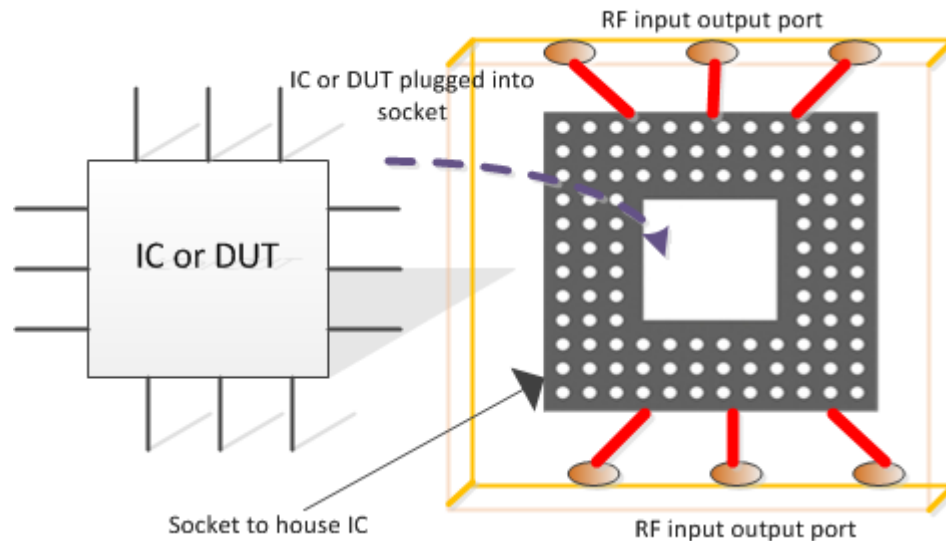 RF input output port
IC or DUT plugged into
socket
IC or DUT
Socket to house IC
RF input output port